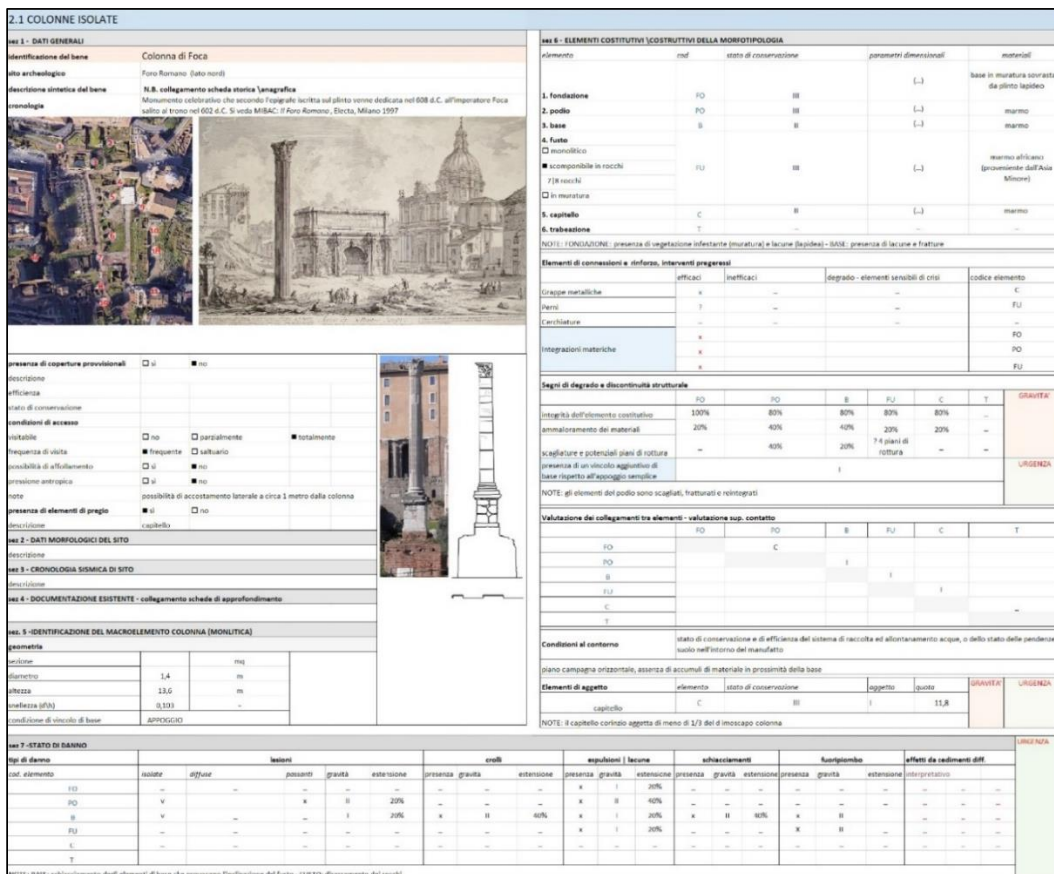 2.1 COLONNE ISOLATE
sez 1 - DATI GENERALI
identificazione del bene Colonna di Foca
sito archeologico Foro Romano (lato nord)
descrizione sintetica del bene N.B. collegamento scheda storica \anagrafica
cronologia Monumento celebrativo che secondo l'epigrafe iscritta sul plinto venne dedicata nel 608 d.C. all'imperatore Foca
salito al trono nel 602 d.C. Si veda MIBAC: Il Foro Romano, Electa, Milano 1997
presenza di coperture provvisionali □ si ■ no
descrizione
efficienza
stato di conservazione
condizioni di accesso
visitabile □ no □ parzialmente ■ totalmente
frequenza di visita ■ frequente □ saltuario
possibilità di affollamento □ si ■ no
pressione antropica □ si ■ no
note possibilità di accostamento laterale a circa 1 metro dalla colonna
presenza di elementi di pregio ■ si □ no
descrizione capitello
sez 2 - DATI MORFOLOGICI DEL SITO
descrizione
sez 3 - CRONOLOGIA SISMICA DI SITO
descrizione
sez 4 - DOCUMENTAZIONE ESISTENTE - collegamento schede di approfondimento
sez. 5 -IDENTIFICAZIONE DEL MACROELEMENTO COLONNA (MONLITICA)
geometria
sezione mq
diametro 1,4 m
altezza 13,6 m
snellezza (d\h) 0,103 -
condizione di vincolo di base APPOGGIO
sez 6 - ELEMENTI COSTITUTIVI \COSTRUTTIVI DELLA MORFOTIPOLOGIA
elemento cod stato di conservazione parametri dimensionali materiali
1. fondazione FO III (...) base in muratura sovrasta
da plinto lapideo
2. podio PO III (...) marmo
3. base B II (...) marmo
4. fusto
□ monolitico
■ scomponibile in rocchi FU III (...) marmo africano
(proveniente dall'Asia
Minore)
7|8 rocchi
□ in muratura
5. capitello C II (...) marmo
6. trabeazione T – – –
NOTE: FONDAZIONE: presenza di vegetazione infestante (muratura) e lacune (lapidea) - BASE: presenza di lacune e fratture
Elementi di connessioni e rinforzo, interventi pregeressi
efficaci inefficaci degrado - elementi sensibili di crisi codice elemento
Grappe metalliche x – – C
Perni ? – – FU
Cerchiature – – – –
Integrazioni materiche x FO
x PO
x FU
Segni di degrado e discontinuità strutturale
FO PO B FU C T GRAVITA'
integrità dell'elemento costitutivo 100% 80% 80% 80% 80% –
ammaloramento dei materiali 20% 40% 40% 20% 20% –
scagliature e potenziali piani di rottura – 40% 20% ? 4 piani di
rottura – –
presenza di un vincolo aggiuntivo di
base rispetto all'appoggio semplice I URGENZA
NOTE: gli elementi del podio sono scagliati, fratturati e reintegrati
Valutazione dei collegamenti tra elementi - valutazione sup. contatto
FO PO B FU C T
FO C
PO I
B I
FU I
C –
T
Condizioni al contorno stato di conservazione e di efficienza del sistema di raccolta ed allontanamento acque, o dello stato delle pendenze
suolo nell'intorno del manufatto
piano campagna orizzontale, assenza di accumuli di materiale in prossimità della base
Elementi di aggetto elemento stato di conservazione aggetto quota GRAVITA' URGENZA
capitello C III I 11,8
NOTE: il capitello corinzio aggetta di meno di 1/3 del d imoscapo colonna
sez 7 -STATO DI DANNO URGENZA
tipi di danno lesioni crolli espulsioni | lacune schiacciamenti fuoripiombo effetti da cedimenti diff.
cod. elemento isolate diffuse passanti gravità estensione presenza gravità estensione presenza gravità estensione presenza gravità estensione presenza gravità estensione interpretativo
FO – – – – – – – – x I 20% – – – – – – – – –
PO v x II 20% – – – x II 40% – – – – – – – – –
B v – – I 20% x II 40% x I 20% x II 40% x II – – – –
FU – – – – – – – – x I 20% – – – X II – – – –
C – – – – – – – – – – – – – – – – – – – –
T